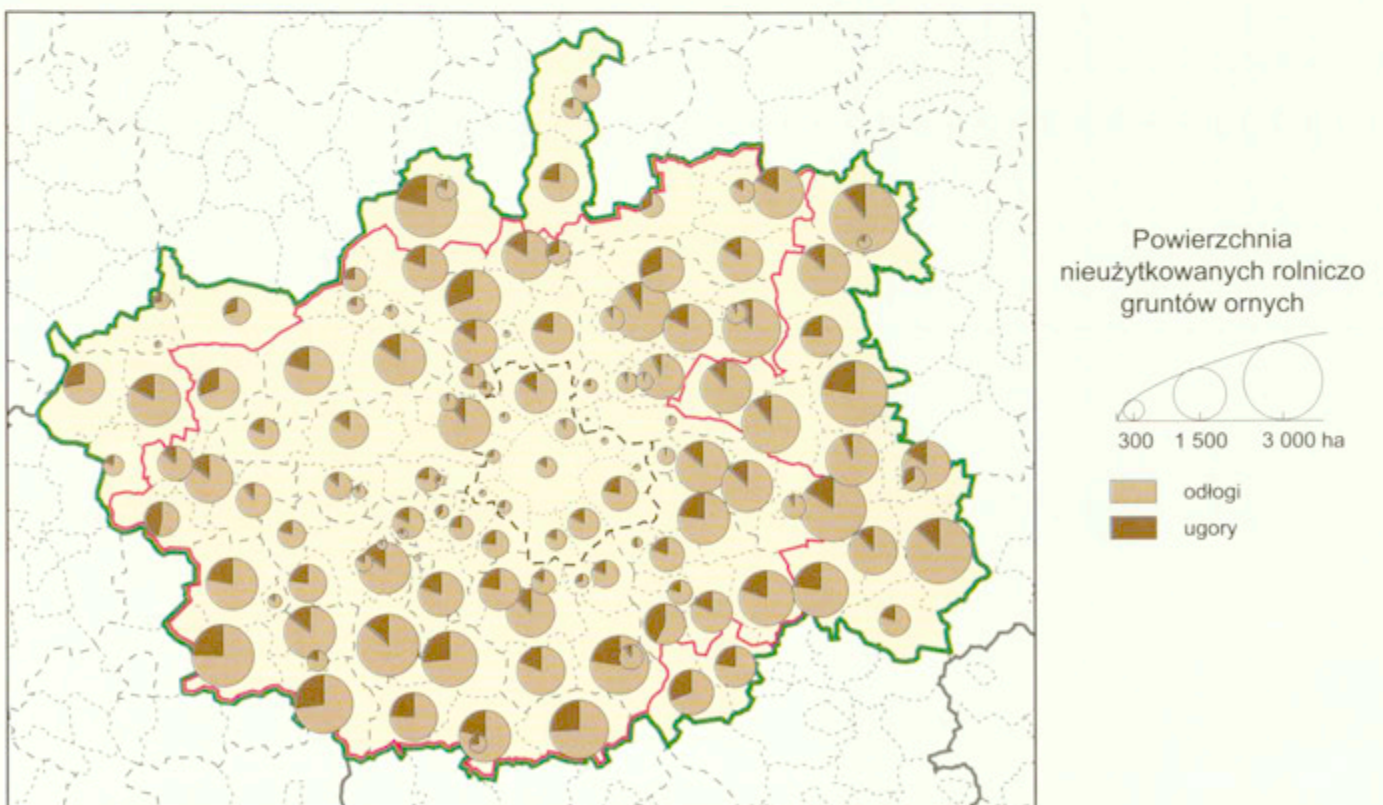 Powierzchnia
nieużytkowanych rolniczo
gruntów ornych
300 1 500 3 000 ha
odłogi
ugory